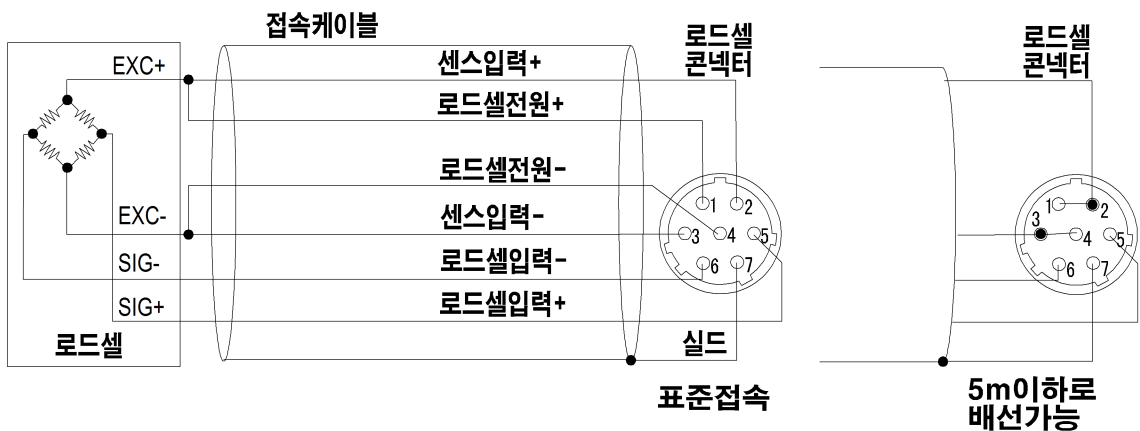 접속케이블
로드셀
콘넥터
로드셀
콘넥터
EXC+
센스입력+
로드셀전원+
로드셀전원-
EXC-
센스입력-
SIG-
로드셀입력-
SIG+
로드셀입력+
로드셀
실드
1
2
3
4
5
6
7
1
2
3
4
5
6
7
표준접속
5m이하로
배선가능